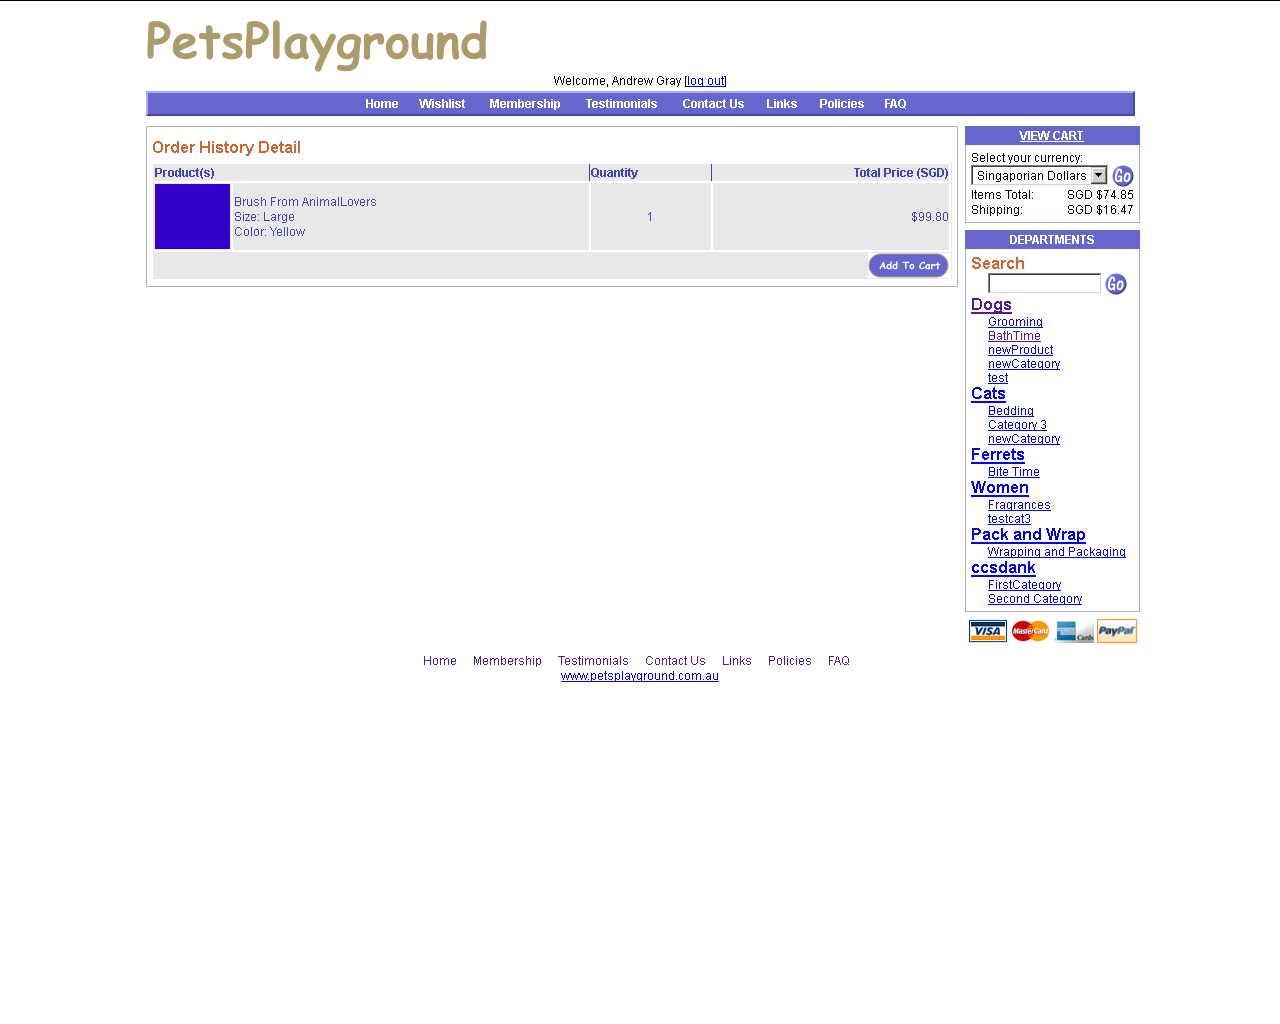 PetsPlayground
Welcome, Andrew Gray [log out]
Home Wishlist Membership Testimonials Contact Us Links Policies FAQ
Order History Detail
Product(s) Quantity Total Price (SGD)
Brush From AnimalLovers
Size: Large
Color: Yellow
1
$99.80
Add To Cart
VIEW CART
Select your currency:
Singaporian Dollars Go
Items Total: SGD $74.85
Shipping: SGD $16.47
DEPARTMENTS
Search
Go
Dogs
Grooming
BathTime
newProduct
newCategory
test
Cats
Bedding
Category 3
newCategory
Ferrets
Bite Time
Women
Fragrances
testcat3
Pack and Wrap
Wrapping and Packaging
ccsdank
FirstCategory
Second Category
VISA MasterCard Cards PayPal
Home Membership Testimonials Contact Us Links Policies FAQ
www.petsplayground.com.au